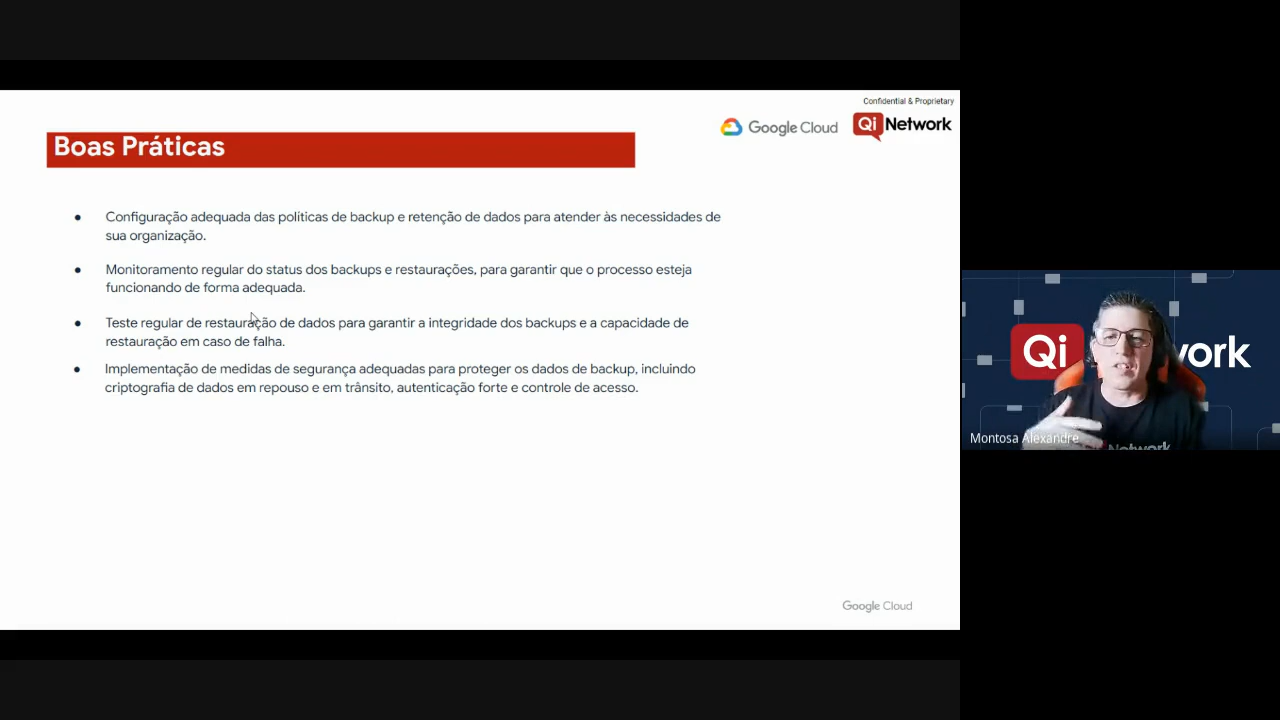 Confidential & Proprietary
Google Cloud
Qi Network
Boas Práticas
Configuração adequada das políticas de backup e retenção de dados para atender às necessidades de
sua organização.
Monitoramento regular do status dos backups e restaurações, para garantir que o processo esteja
funcionando de forma adequada.
Teste regular de restauração de dados para garantir a integridade dos backups e a capacidade de
restauração em caso de falha.
Implementação de medidas de segurança adequadas para proteger os dados de backup, incluindo
criptografia de dados em repouso e em trânsito, autenticação forte e controle de acesso.
Google Cloud
Qi work
Montosa Alexandre
Network